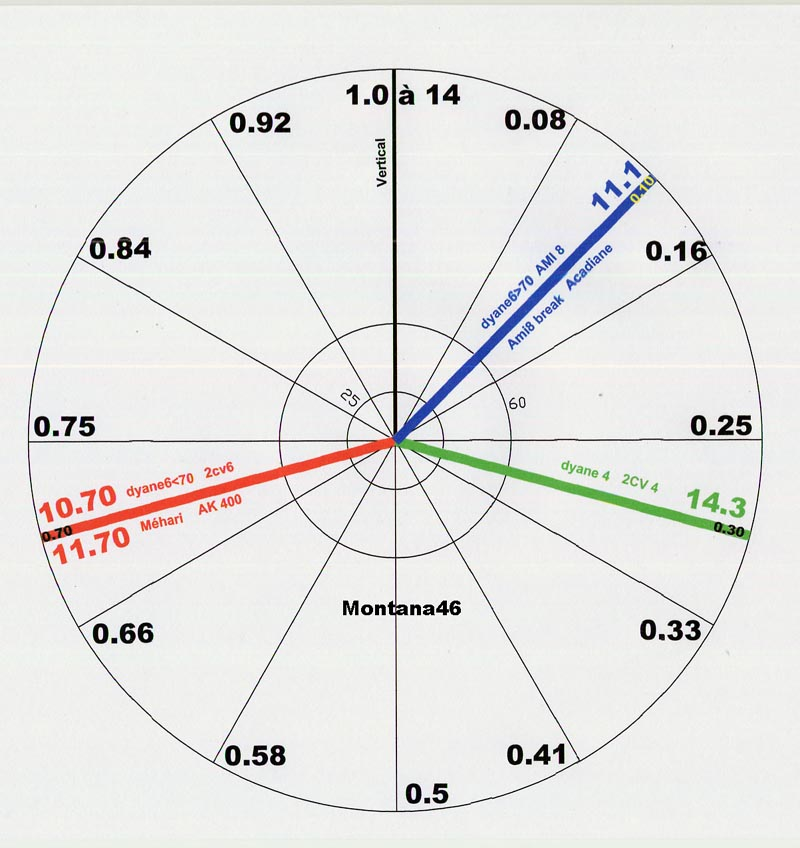 1.0 à 14
0.92
0.08
Vertical
11.1
0.10
0.84
0.16
dyane6>70 AMI 8
Ami8 break Acadiane
25
60
0.75
0.25
10.70 dyane6<70 2cv6
dyane 4 2CV 4 14.3
0.70
0.30
11.70 Méhari AK 400
Montana46
0.66
0.33
0.58
0.41
0.5